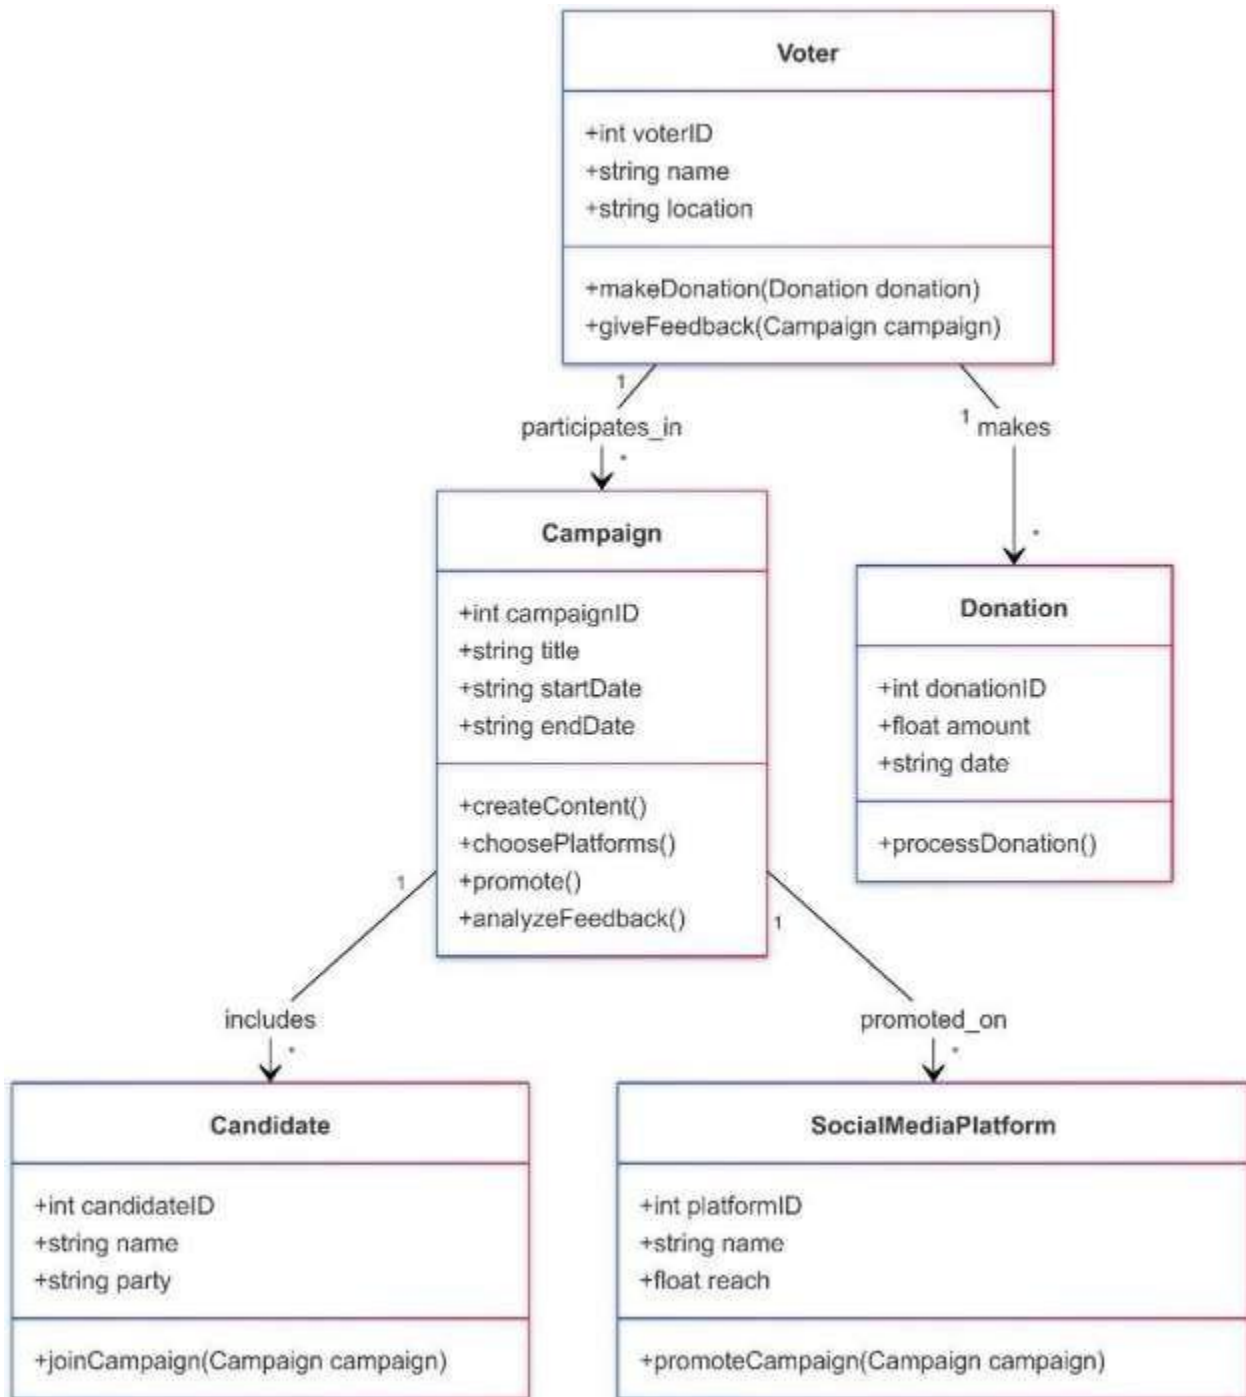 Voter
+int voterID
+string name
+string location
+makeDonation(Donation donation)
+giveFeedback(Campaign campaign)
1
participates_in
*
1 makes
*
Campaign
+int campaignID
+string title
+string startDate
+string endDate
+createContent()
+choosePlatforms()
+promote()
+analyzeFeedback()
Donation
+int donationID
+float amount
+string date
+processDonation()
1
includes
*
1
promoted_on
*
Candidate
+int candidateID
+string name
+string party
+joinCampaign(Campaign campaign)
SocialMediaPlatform
+int platformID
+string name
+float reach
+promoteCampaign(Campaign campaign)